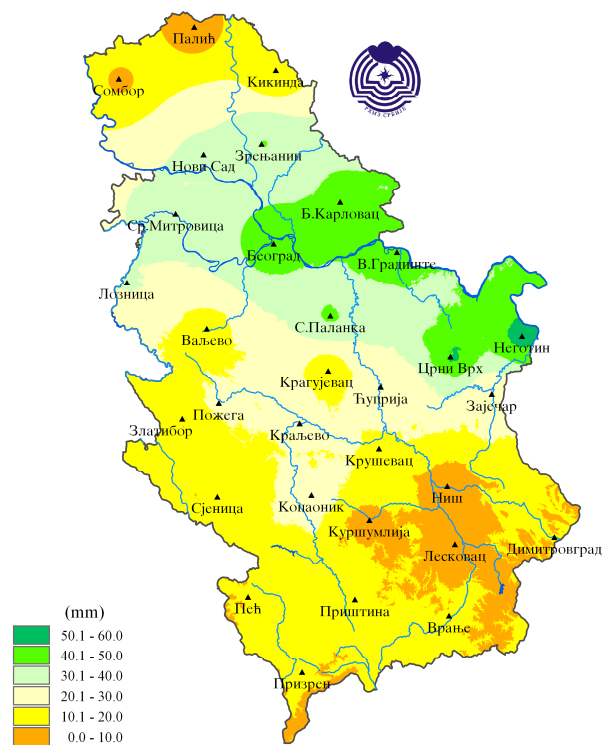 Палић
Сомбор
Кикинда
РХМЗ СРБИЈЕ
Зрењанин
Нови Сад
Б.Карловац
Ср.Митровица
Београд
В.Градиште
Лозница
С.Паланка
Ваљево
Неготин
Црни Врх
Крагујевац
Ћуприја
Зајечар
Пожега
Златибор
Краљево
Крушевац
Ниш
Сјеница
Копаоник
Куршумлија
Лесковац
Димитровград
Пећ
Приштина
Врање
Призрен
(mm)
50.1 - 60.0
40.1 - 50.0
30.1 - 40.0
20.1 - 30.0
10.1 - 20.0
0.0 - 10.0